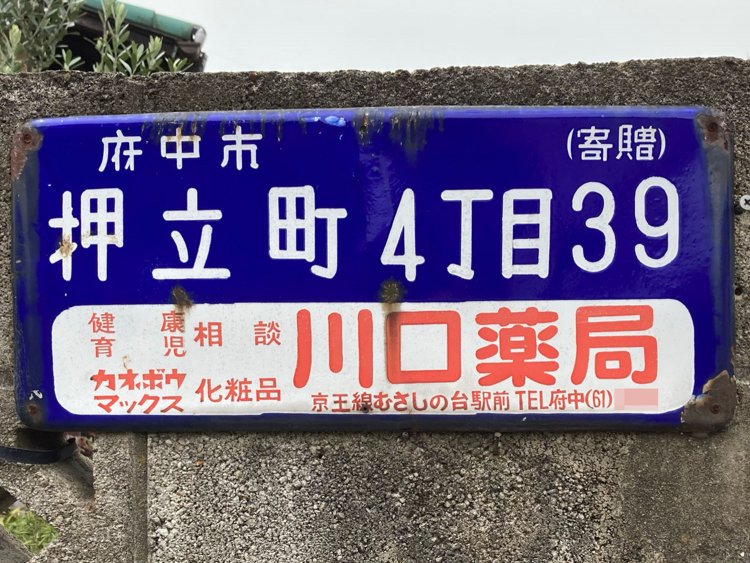 府中市 (寄贈)
押立町4丁目39
健康 相談 川口薬局
育児
カネボウ 化粧品
マックス
京王線むさしの台駅前 TEL府中(61)